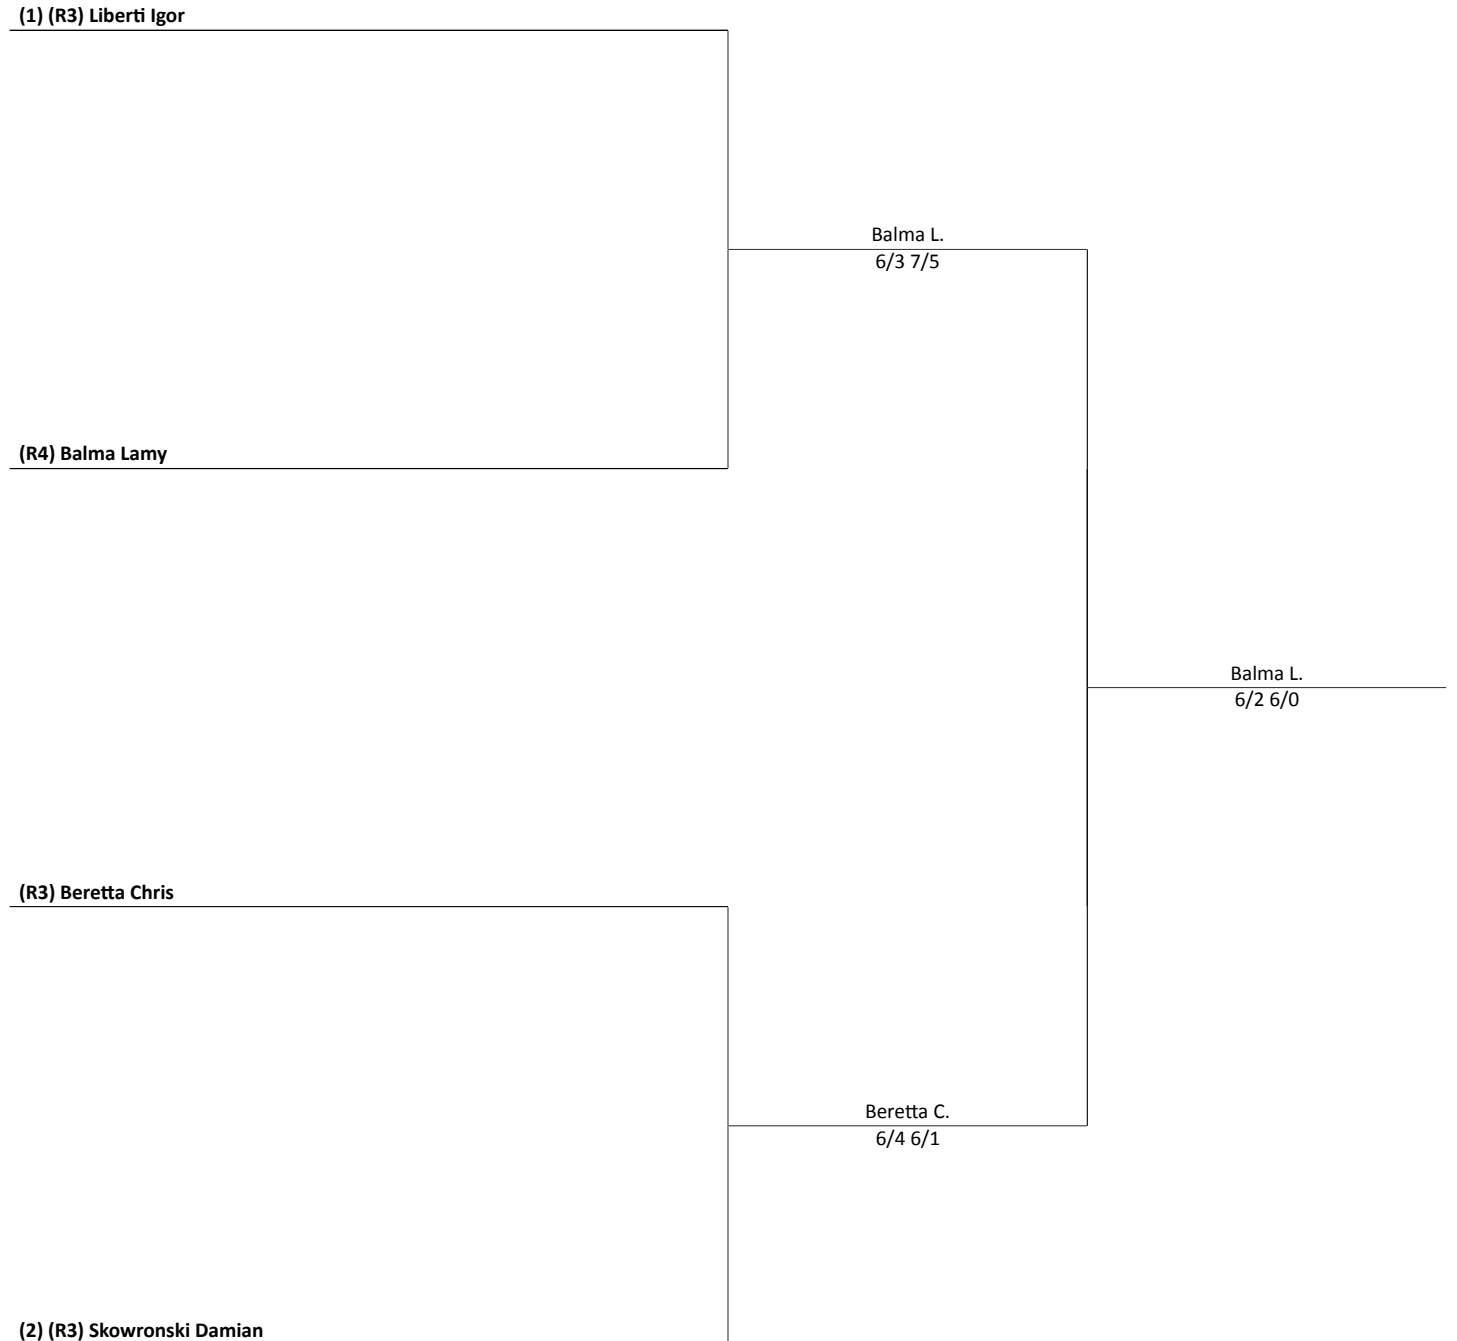 (1) (R3) Liberti Igor
Balma L.
6/3 7/5
(R4) Balma Lamy
Balma L.
6/2 6/0
(R3) Beretta Chris
Beretta C.
6/4 6/1
(2) (R3) Skowronski Damian